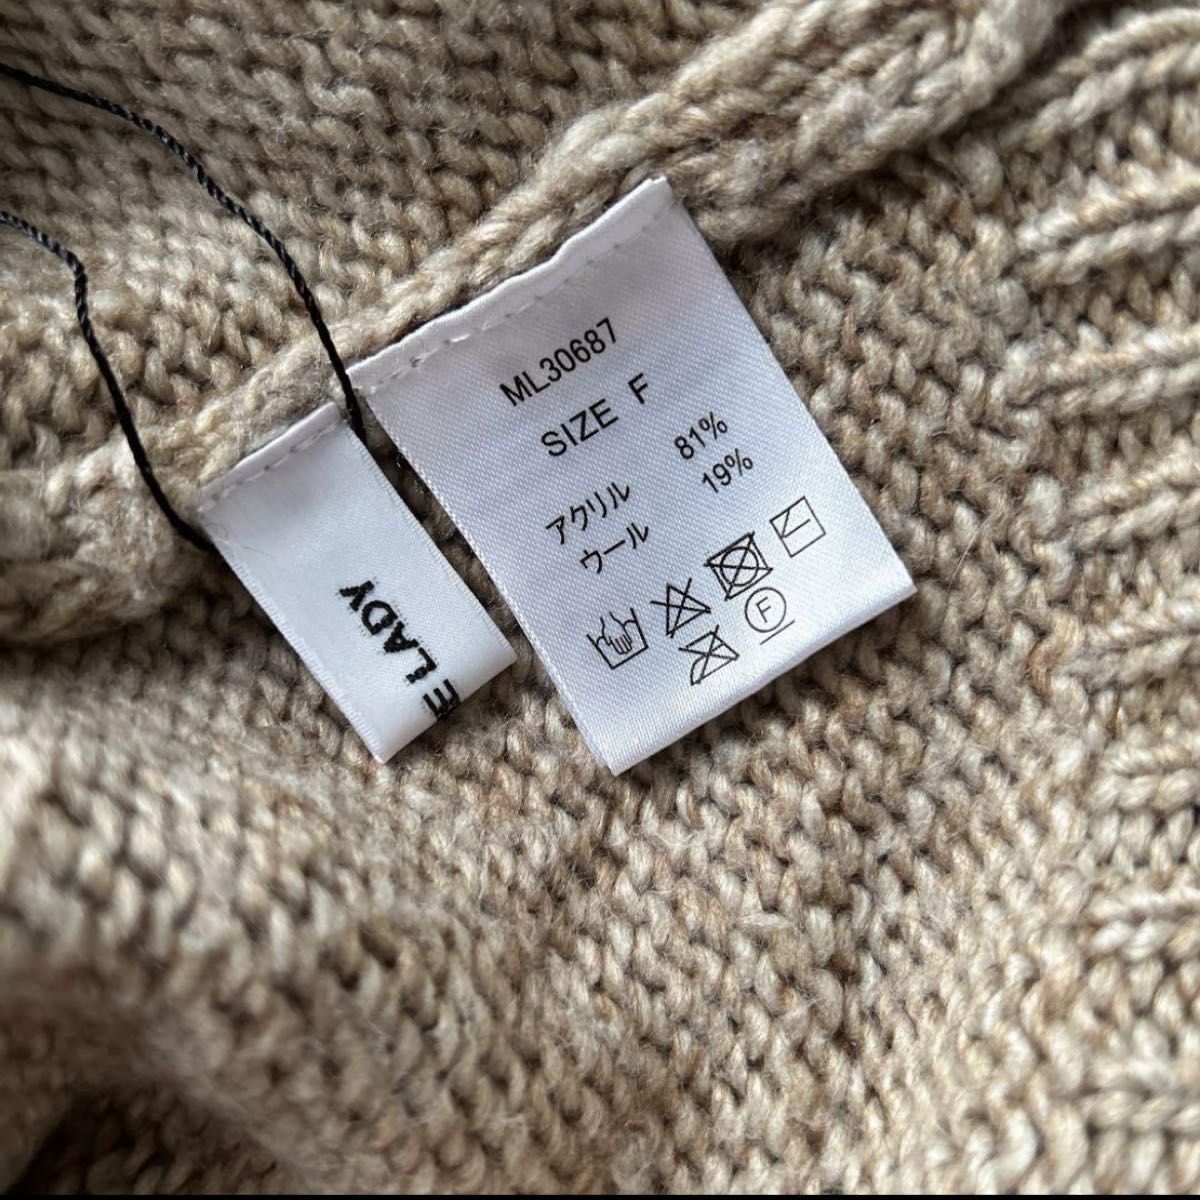 ML30687
SIZE F
アクリル 81%
ウール 19%
F
LADY